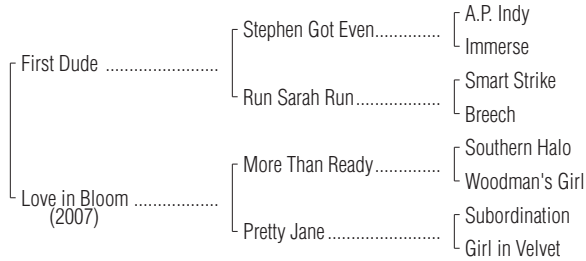 A.P. Indy
Stephen Got Even..............
Immerse
First Dude ........................
Smart Strike
Run Sarah Run..................
Breech
Southern Halo
More Than Ready..............
Woodman's Girl
Love in Bloom ..................
(2007)
Subordination
Pretty Jane ........................
Girl in Velvet